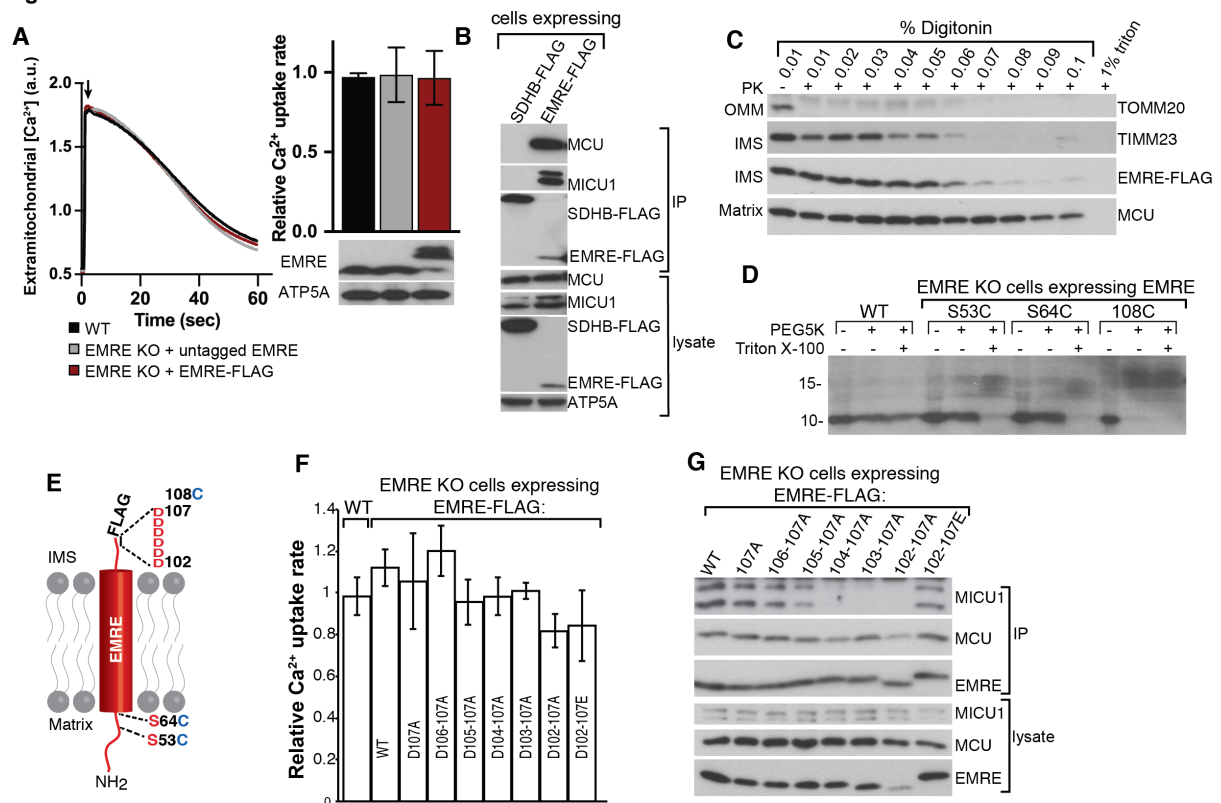 A
Extramitochondrial [Ca²⁺] (a.u.)
2.0
1.5
1.0
0.5
0 20 40 60
Time (sec)
WT
EMRE KO + untagged EMRE
EMRE KO + EMRE-FLAG
Relative Ca²⁺ uptake rate
1.0
0.5
0.0
EMRE
ATP5A
B
cells expressing
SDHB-FLAG
EMRE-FLAG
MCU
MICU1
SDHB-FLAG
EMRE-FLAG
IP
MCU
MICU1
SDHB-FLAG
EMRE-FLAG
ATP5A
lysate
C
% Digitonin
0.01 0.01 0.02 0.03 0.04 0.05 0.06 0.07 0.08 0.09 0.1 1% triton
PK - + + + + + + + + + + +
OMM TOMM20
IMS TIMM23
IMS EMRE-FLAG
Matrix MCU
D
EMRE KO cells expressing EMRE
WT S53C S64C 108C
PEG5K - + + - + + - + + - + +
Triton X-100 - - + - - + - - + - - +
15-
10-
E
108C
FLAG
D107
D
D
D
D
D102
IMS
EMRE
Matrix
S64C
S53C
NH2
F
EMRE KO cells expressing
WT EMRE-FLAG:
Relative Ca²⁺ uptake rate
1.4
1.2
1
0.8
0.6
0.4
0.2
0
WT
D107A
D106-107A
D105-107A
D104-107A
D103-107A
D102-107A
D102-107E
G
EMRE KO cells expressing
EMRE-FLAG:
WT
107A
106-107A
105-107A
104-107A
103-107A
102-107A
102-107E
MICU1
MCU
EMRE
IP
MICU1
MCU
EMRE
lysate